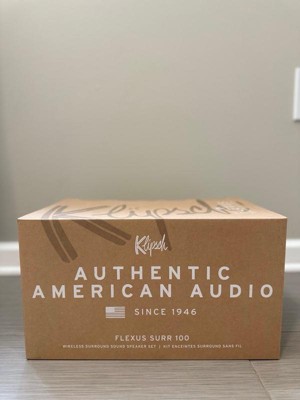 Klipsch
Klipsch
AUTHENTIC
AMERICAN AUDIO
SINCE 1946
FLEXUS SURR 100
WIRELESS SURROUND SOUND SPEAKER SET / KIT ENCEINTES SURROUND SANS FIL